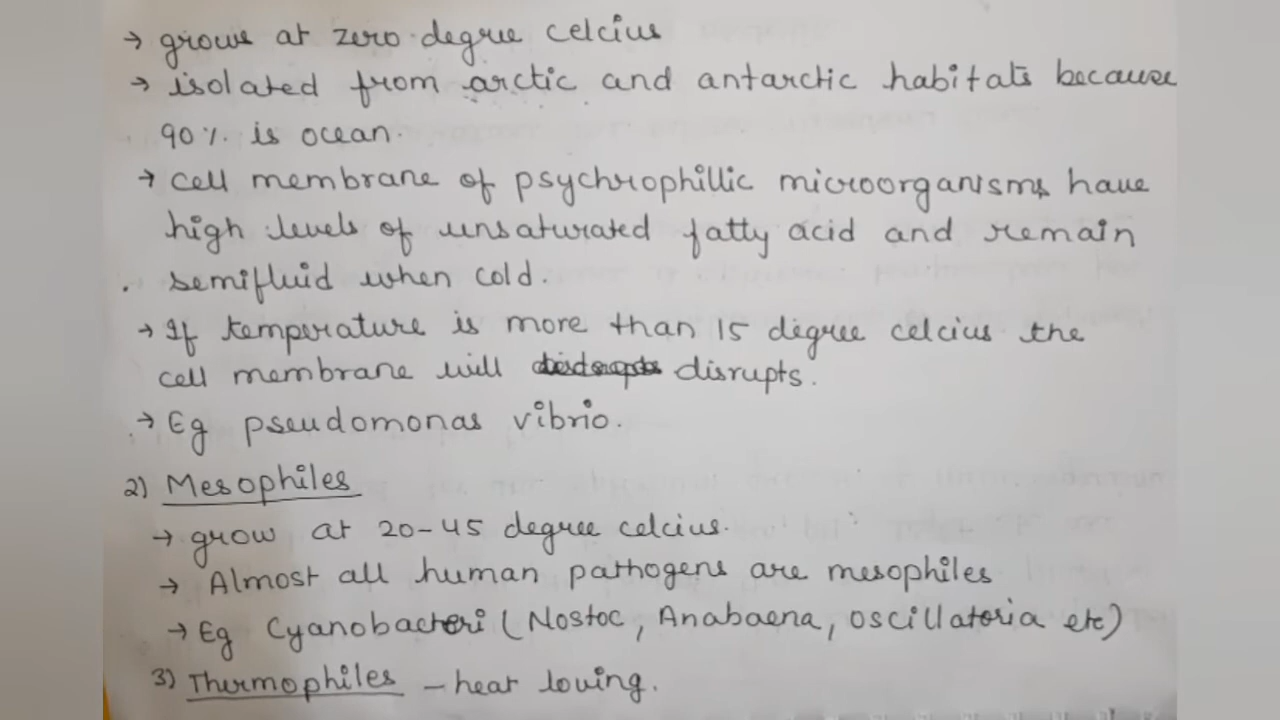 → grows at zero degree celcius
→ isolated from arctic and antarctic habitats because
90% is ocean.
→ cell membrane of psychrophillic microorganisms have
high levels of unsaturated fatty acid and remain
semifluid when cold.
→ If temperature is more than 15 degree celcius the
cell membrane will disrupts.
→ Eg pseudomonas vibrio.
2) Mesophiles
→ grow at 20-45 degree celcius.
→ Almost all human pathogens are mesophiles
→ Eg Cyanobacteri (Nostoc, Anabaena, oscillatoria etc)
3) Thermophiles - heat loving.